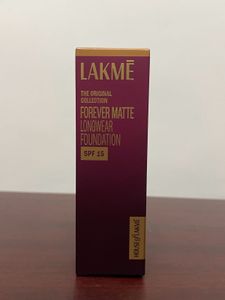 LAKMĒ
THE ORIGINAL
COLLECTION
FOREVER MATTE
LONGWEAR
FOUNDATION
SPF 15
HOUSE OF LAKMĒ